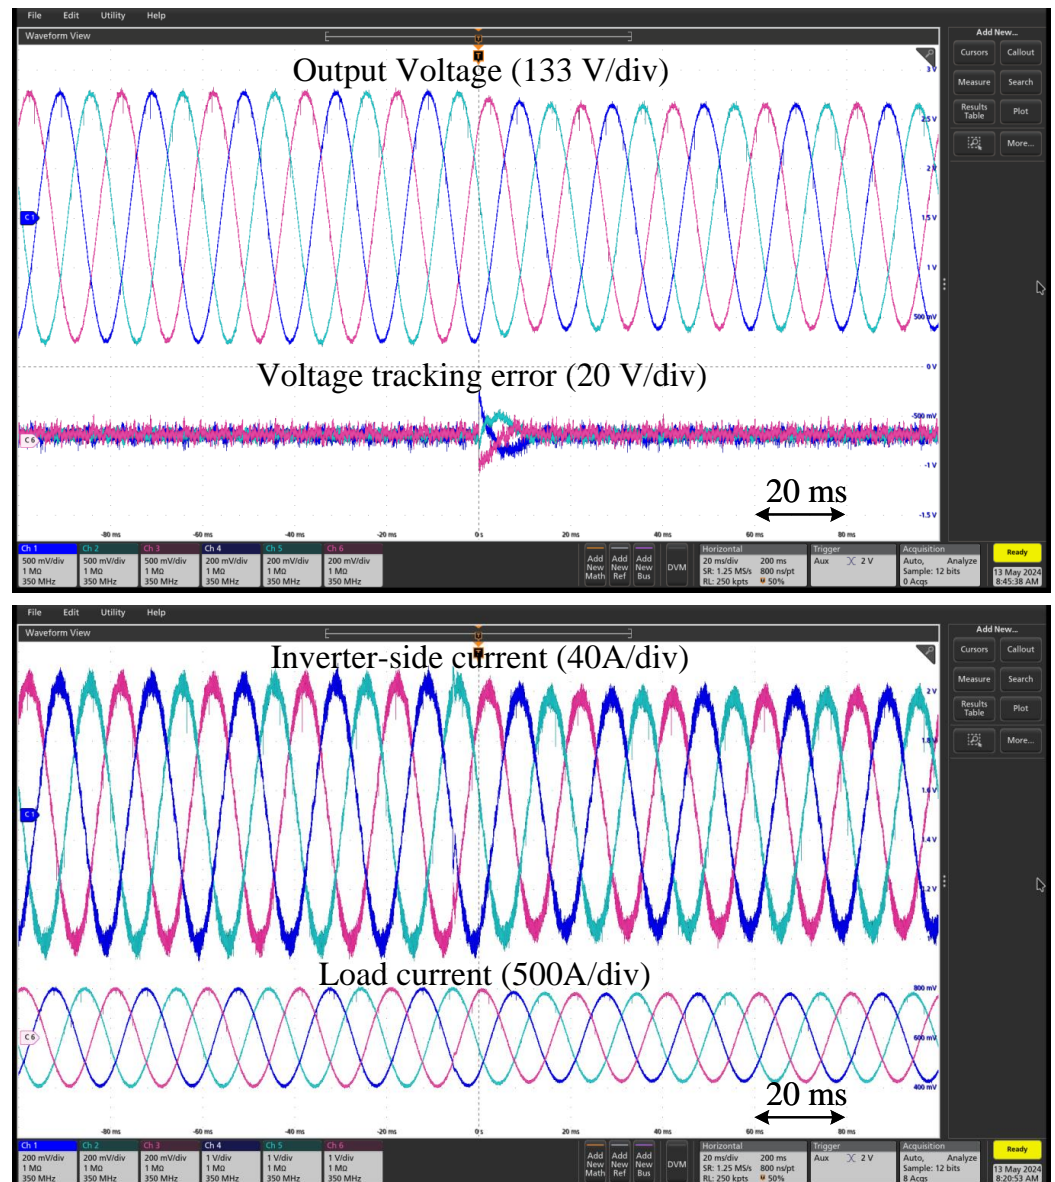 File Edit Utility Help
Waveform View
Add New...
Cursors Callout
Measure Search
Results Table Plot
More...
U
T
Output Voltage (133 V/div)
3 V
2.5 V
2 V
C 1
1.5 V
1 V
500 mV
0 V
Voltage tracking error (20 V/div)
-500 mV
C 6
-1 V
20 ms
-1.5 V
-80 ms -60 ms -40 ms -20 ms 0 s 20 ms 40 ms 60 ms 80 ms
Ch 1 Ch 2 Ch 3 Ch 4 Ch 5 Ch 6
500 mV/div 500 mV/div 500 mV/div 200 mV/div 200 mV/div 200 mV/div
1 MΩ 1 MΩ 1 MΩ 1 MΩ 1 MΩ 1 MΩ
350 MHz 350 MHz 350 MHz 350 MHz 350 MHz 350 MHz
Add New Math
Add New Ref
Add New Bus
DVM
Horizontal
20 ms/div 200 ms
SR: 1.25 MS/s 800 ns/pt
RL: 250 kpts 50%
Trigger
Aux 2 V
Acquisition
Auto, Analyze
Sample: 12 bits
0 Acqs
Ready
13 May 2024
8:45:38 AM
File Edit Utility Help
Waveform View
Add New...
Cursors Callout
Measure Search
Results Table Plot
More...
U
Inverter-side current (40A/div)
2 V
1.8 V
C 1
1.6 V
1.4 V
1.2 V
Load current (500A/div)
800 mV
C 6
600 mV
400 mV
20 ms
-80 ms -60 ms -40 ms -20 ms 0 s 20 ms 40 ms 60 ms 80 ms
Ch 1 Ch 2 Ch 3 Ch 4 Ch 5 Ch 6
200 mV/div 200 mV/div 200 mV/div 1 V/div 1 V/div 1 V/div
1 MΩ 1 MΩ 1 MΩ 1 MΩ 1 MΩ 1 MΩ
350 MHz 350 MHz 350 MHz 350 MHz 350 MHz 350 MHz
Add New Math
Add New Ref
Add New Bus
DVM
Horizontal
20 ms/div 200 ms
SR: 1.25 MS/s 800 ns/pt
RL: 250 kpts 50%
Trigger
Aux 2 V
Acquisition
Auto, Analyze
Sample: 12 bits
8 Acqs
Ready
13 May 2024
8:20:53 AM